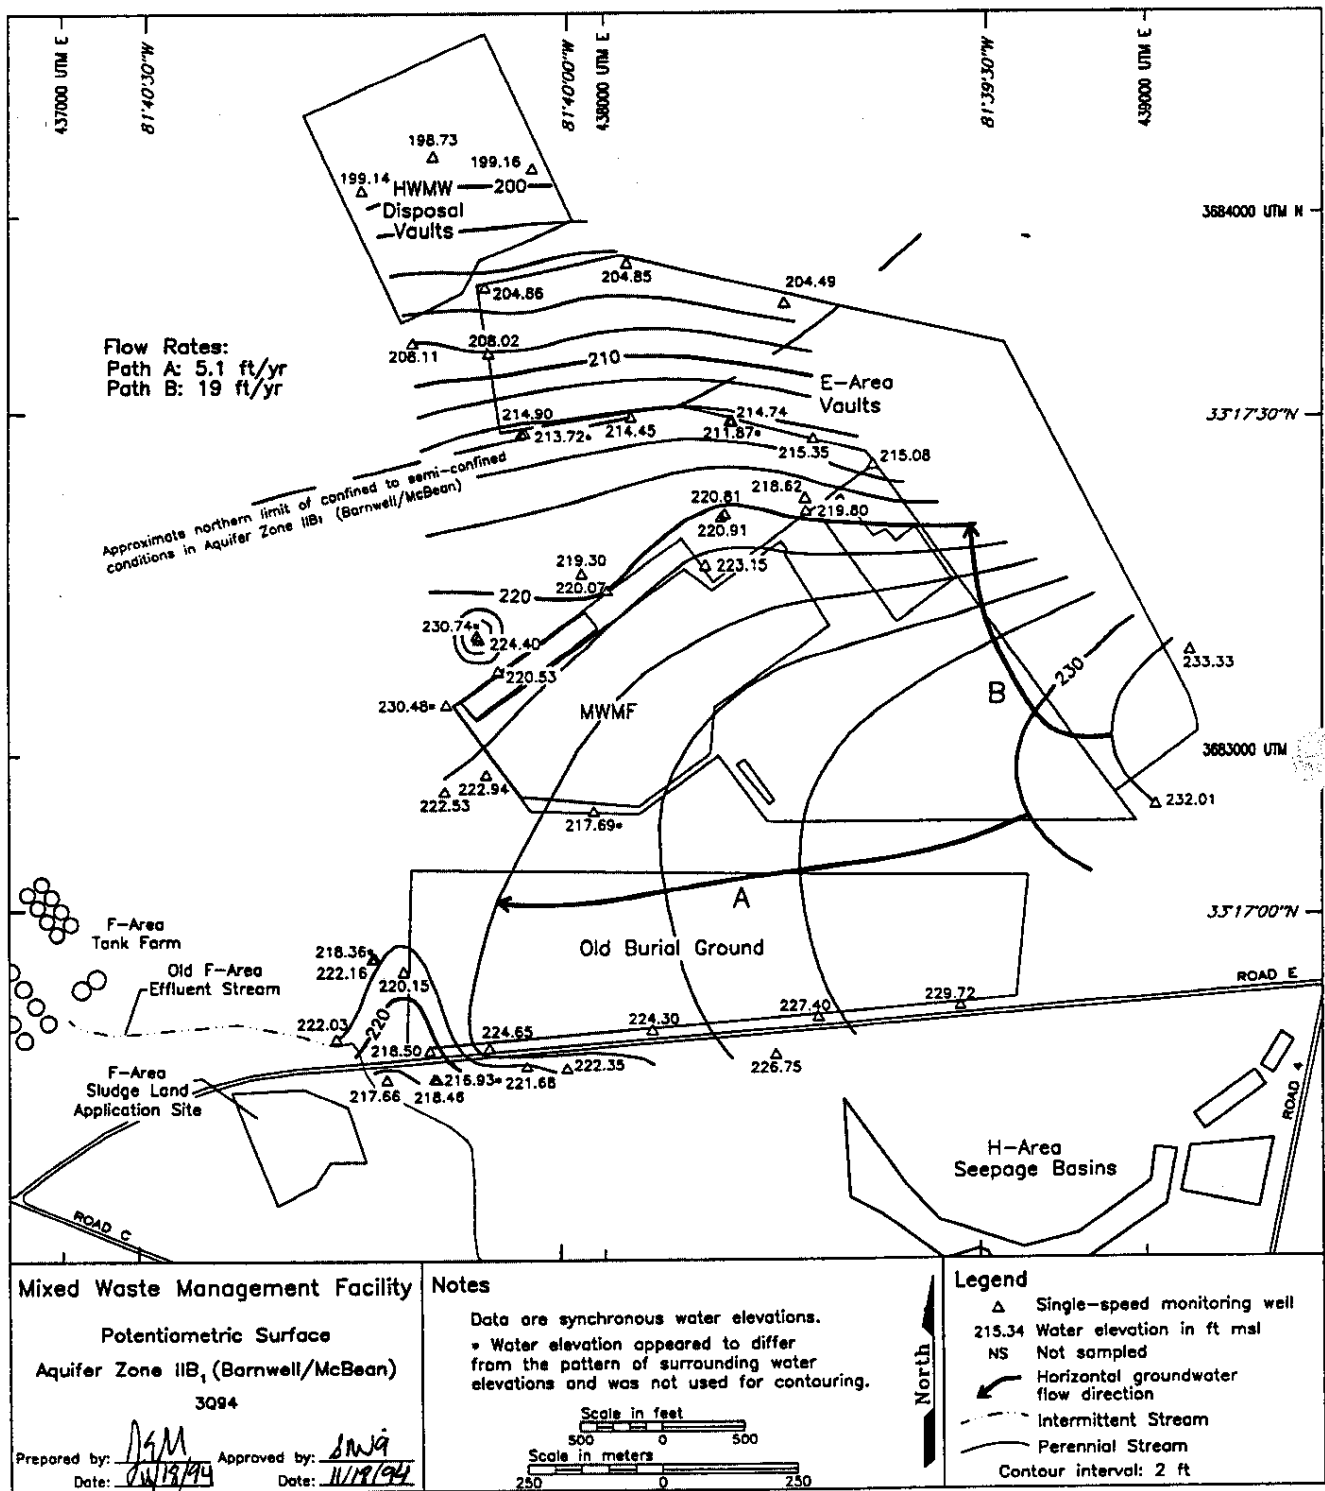 437000 UTM E
81°40'30"W
81°40'00"W
438000 UTM E
81°39'30"W
439000 UTM E
198.73
199.16
199.14
HWMW
200
Disposal
Vaults
3684000 UTM N
204.85
204.49
204.86
Flow Rates:
Path A: 5.1 ft/yr
Path B: 19 ft/yr
208.02
208.11
210
E-Area
Vaults
33°17'30"N
214.90
213.72*
214.45
214.74
211.87*
215.35
215.08
Approximate northern limit of confined to semi-confined
conditions in Aquifer Zone IIB₁ (Barnwell/McBean)
218.62
220.81
219.80
220.91
219.30
223.15
220.07
220
230.74*
224.40
220.53
230
233.33
B
230.48*
MWMF
3683000 UTM
222.94
222.53
232.01
217.69*
A
33°17'00"N
F-Area
Tank Farm
Old Burial Ground
218.36*
222.16
220.15
Old F-Area
Effluent Stream
ROAD E
229.72
227.40
224.30
222.03
220
218.50
224.65
226.75
222.35
221.68
216.93*
218.46
217.66
F-Area
Sludge Land
Application Site
ROAD 4
H-Area
Seepage Basins
ROAD C
Mixed Waste Management Facility
Potentiometric Surface
Aquifer Zone IIB₁ (Barnwell/McBean)
3Q94
Prepared by: Approved by:
Date: 11/18/94 Date: 11/18/94
Notes
Data are synchronous water elevations.
* Water elevation appeared to differ
from the pattern of surrounding water
elevations and was not used for contouring.
Scale in feet
500 0 500
Scale in meters
250 0 250
North
Legend
Single-speed monitoring well
215.34 Water elevation in ft msl
NS Not sampled
Horizontal groundwater
flow direction
Intermittent Stream
Perennial Stream
Contour interval: 2 ft